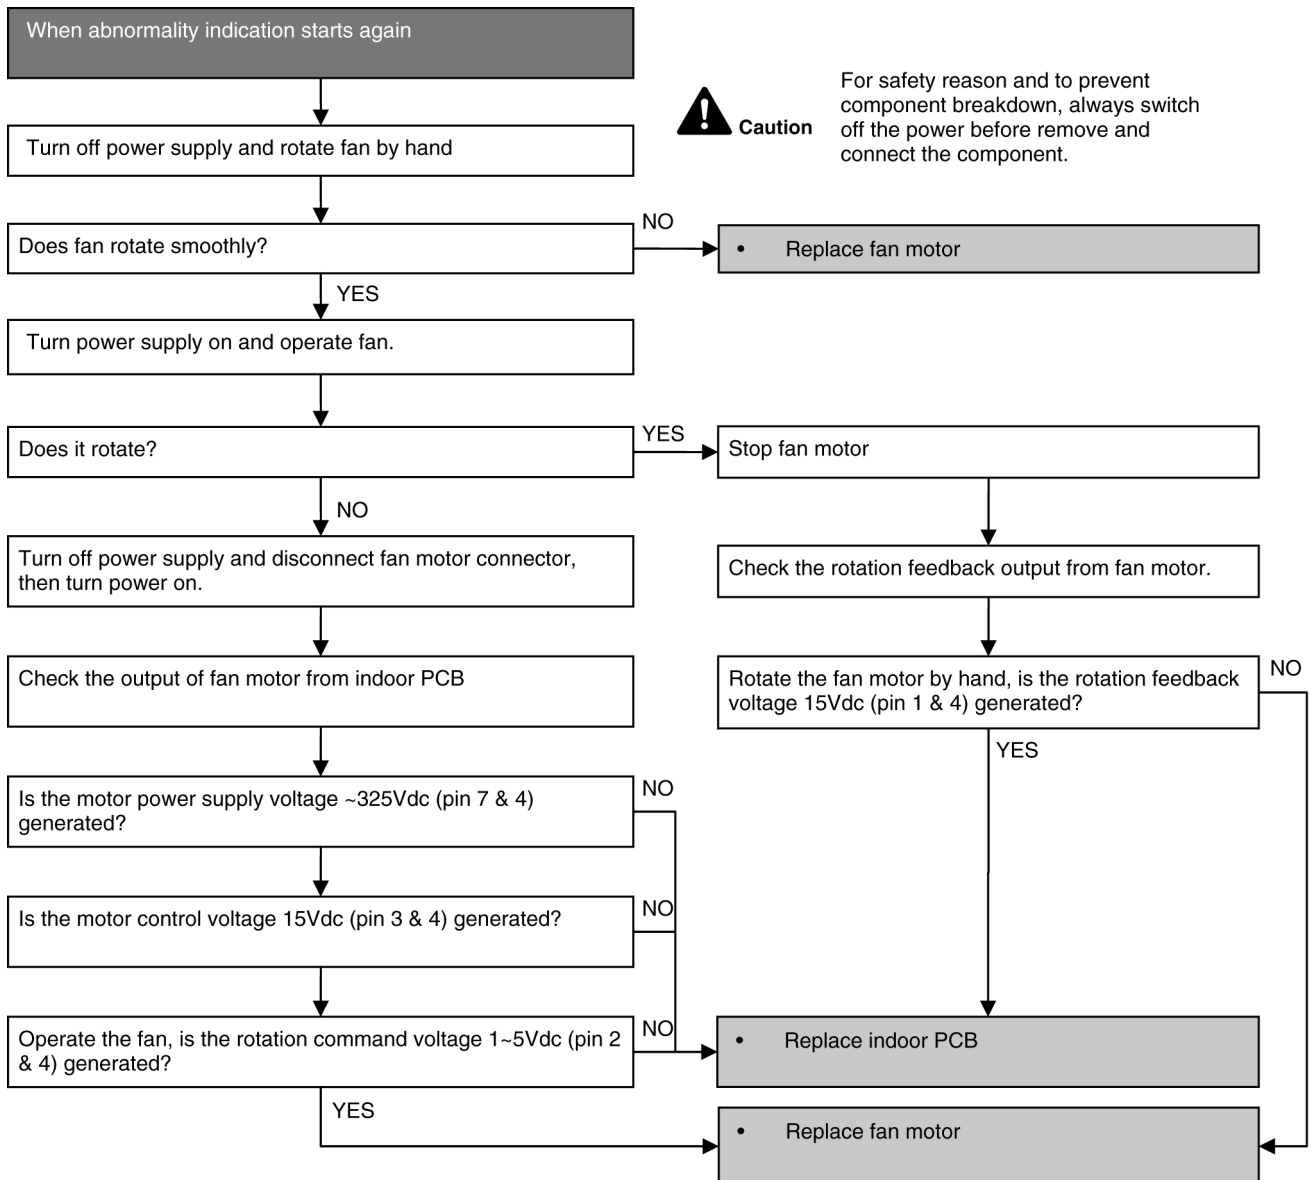 When abnormality indication starts again
Caution
For safety reason and to prevent
component breakdown, always switch
off the power before remove and
connect the component.
Turn off power supply and rotate fan by hand
Does fan rotate smoothly?
NO
• Replace fan motor
YES
Turn power supply on and operate fan.
Does it rotate?
YES
Stop fan motor
NO
Turn off power supply and disconnect fan motor connector,
then turn power on.
Check the rotation feedback output from fan motor.
Check the output of fan motor from indoor PCB
Rotate the fan motor by hand, is the rotation feedback
voltage 15Vdc (pin 1 & 4) generated?
NO
YES
Is the motor power supply voltage ~325Vdc (pin 7 & 4)
generated?
NO
Is the motor control voltage 15Vdc (pin 3 & 4) generated?
NO
Operate the fan, is the rotation command voltage 1~5Vdc (pin 2
& 4) generated?
NO
• Replace indoor PCB
YES
• Replace fan motor